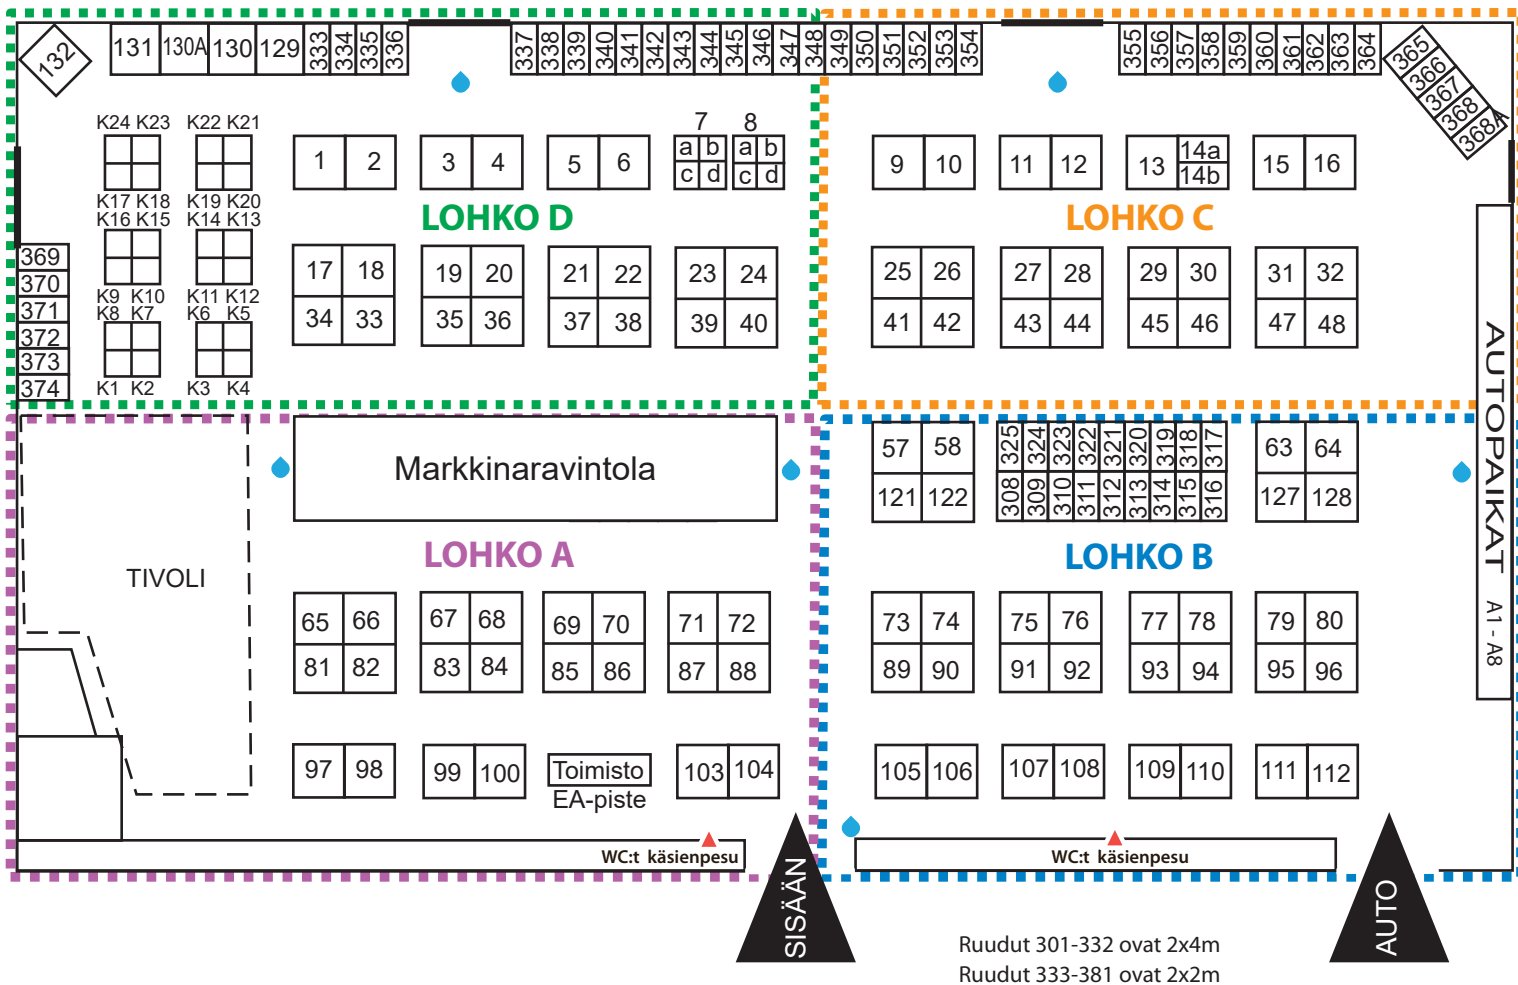 132 131 130A 130 129 333 334 335 336 337 338 339 340 341 342 343 344 345 346 347 348 349 350 351 352 353 354 355 356 357 358 359 360 361 362 363 364 365
366
367
368
368A
K24 K23 K22 K21
7 8
1 2 3 4 5 6 a b a b 9 10 11 12 13 14a 15 16
c d c d 14b
K17 K18 K19 K20
K16 K15 K14 K13
LOHKO D LOHKO C
369
370
371
372
373
374
17 18 19 20 21 22 23 24 25 26 27 28 29 30 31 32
K9 K10 K11 K12
K8 K7 K6 K5
34 33 35 36 37 38 39 40 41 42 43 44 45 46 47 48
K1 K2 K3 K4
AUTOPAIKAT A1 - A8
57 58 325 324 323 322 321 320 319 318 317 63 64
121 122 308 309 310 311 312 313 314 315 316 127 128
Markkinaravintola
LOHKO A LOHKO B
TIVOLI
65 66 67 68 69 70 71 72 73 74 75 76 77 78 79 80
81 82 83 84 85 86 87 88 89 90 91 92 93 94 95 96
97 98 99 100 Toimisto 103 104 105 106 107 108 109 110 111 112
EA-piste
WC:t käsienpesu WC:t käsienpesu
SISÄÄN
AUTO
Ruudut 301-332 ovat 2x4m
Ruudut 333-381 ovat 2x2m